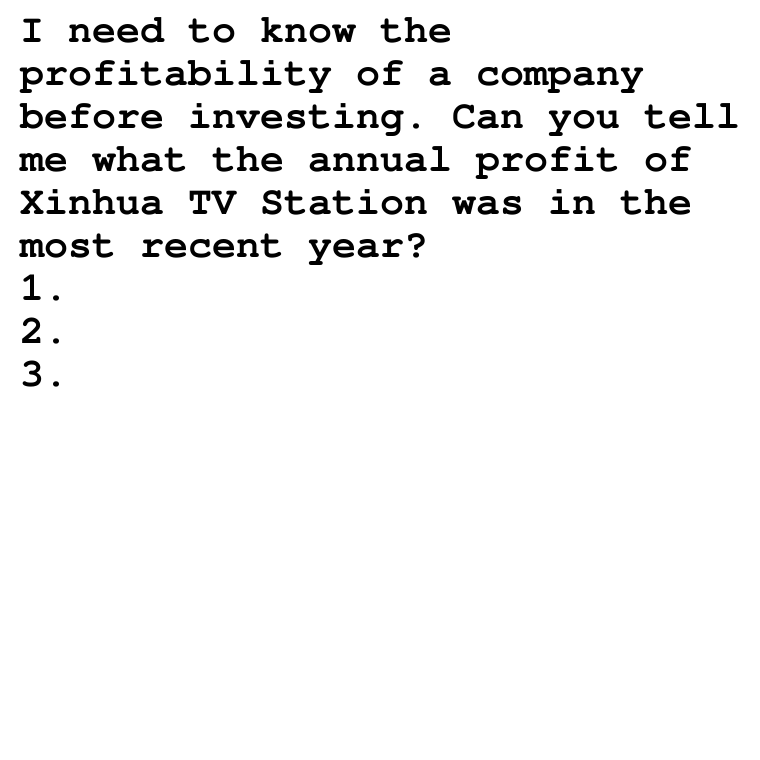 I need to know the
profitability of a company
before investing. Can you tell
me what the annual profit of
Xinhua TV Station was in the
most recent year?
1.
2.
3.